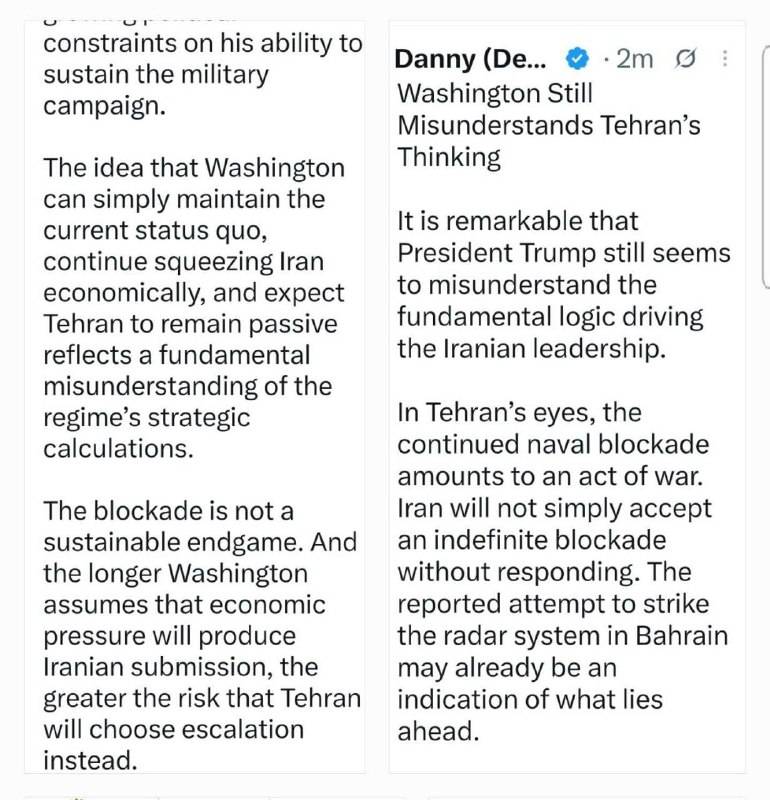 constraints on his ability to
sustain the military
campaign.
The idea that Washington
can simply maintain the
current status quo,
continue squeezing Iran
economically, and expect
Tehran to remain passive
reflects a fundamental
misunderstanding of the
regime's strategic
calculations.
The blockade is not a
sustainable endgame. And
the longer Washington
assumes that economic
pressure will produce
Iranian submission, the
greater the risk that Tehran
will choose escalation
instead.
Danny (De... · 2m
Washington Still
Misunderstands Tehran's
Thinking
It is remarkable that
President Trump still seems
to misunderstand the
fundamental logic driving
the Iranian leadership.
In Tehran's eyes, the
continued naval blockade
amounts to an act of war.
Iran will not simply accept
an indefinite blockade
without responding. The
reported attempt to strike
the radar system in Bahrain
may already be an
indication of what lies
ahead.